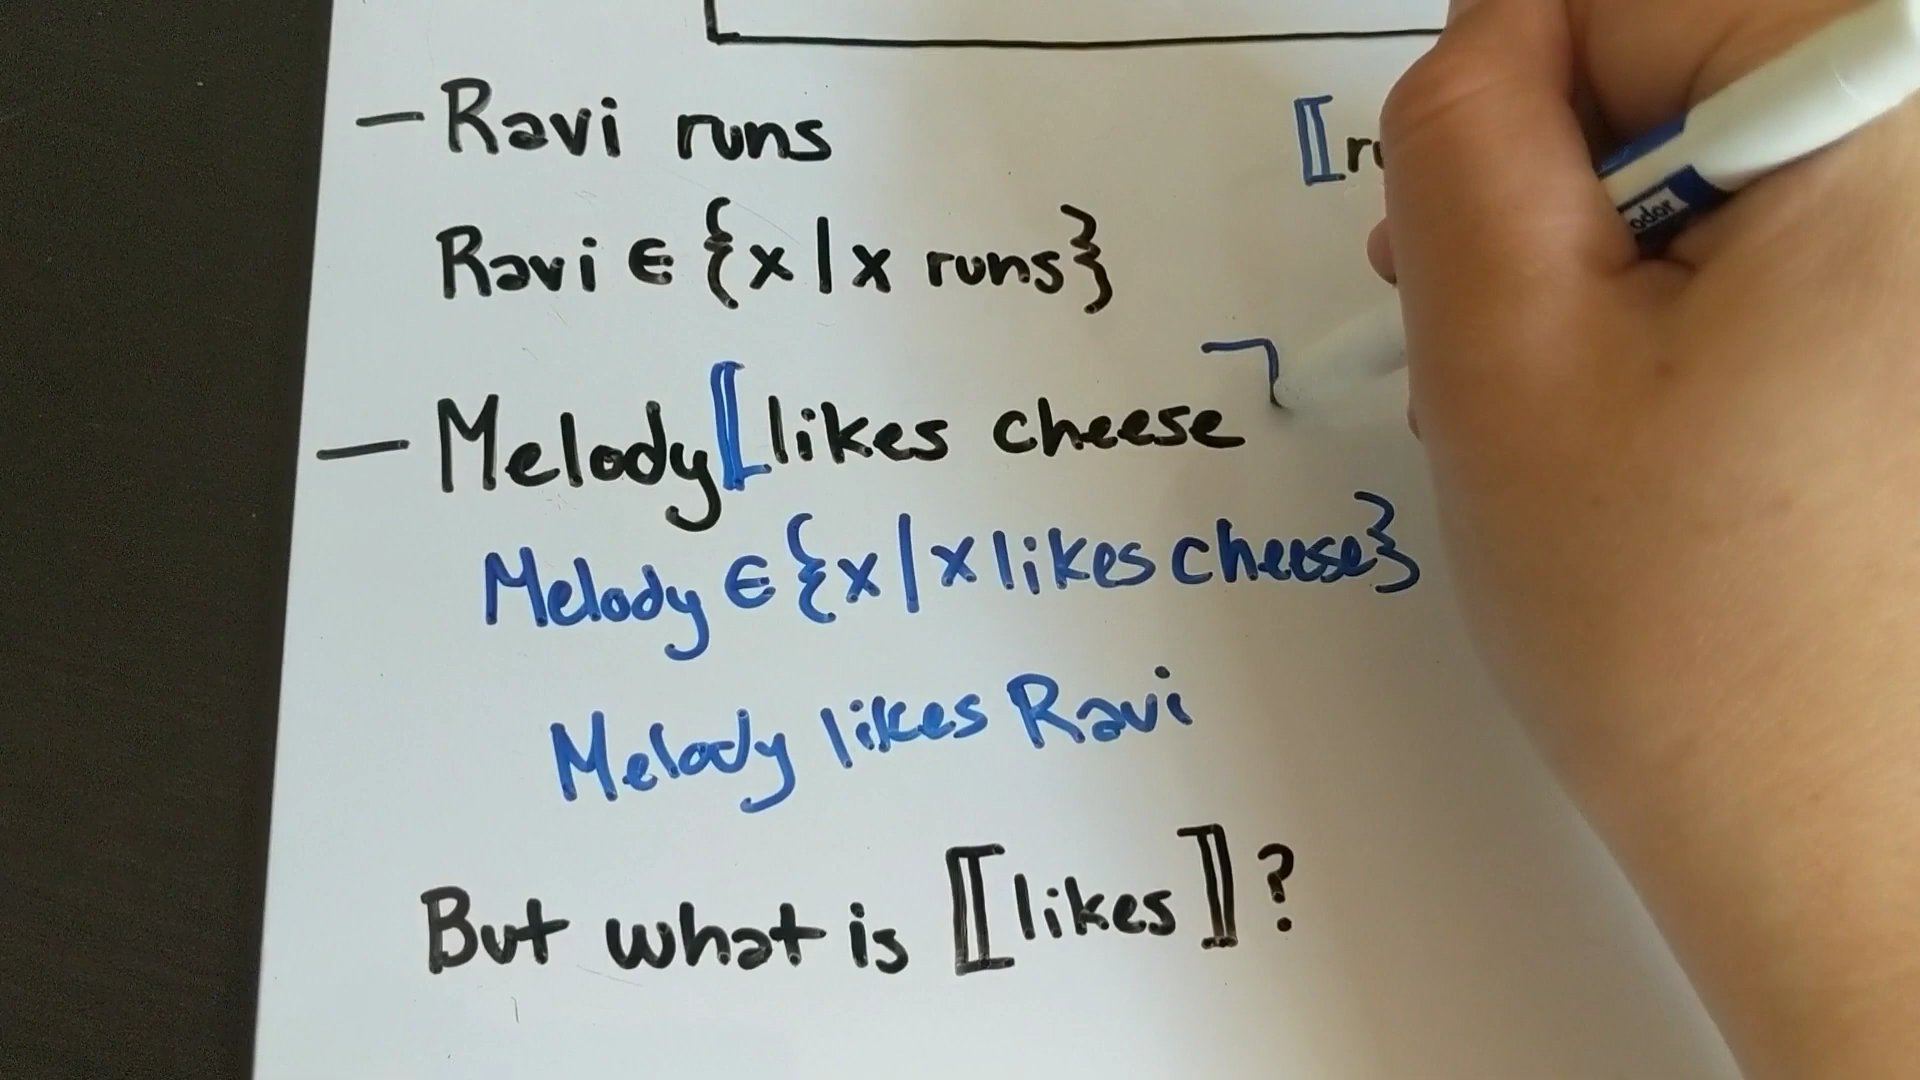 — Ravi runs
⟦
Ravi ∈ {x | x runs}
— Melody ⟦likes cheese
Melody ∈ {x | x likes cheese}
Melody likes Ravi
But what is ⟦likes⟧?